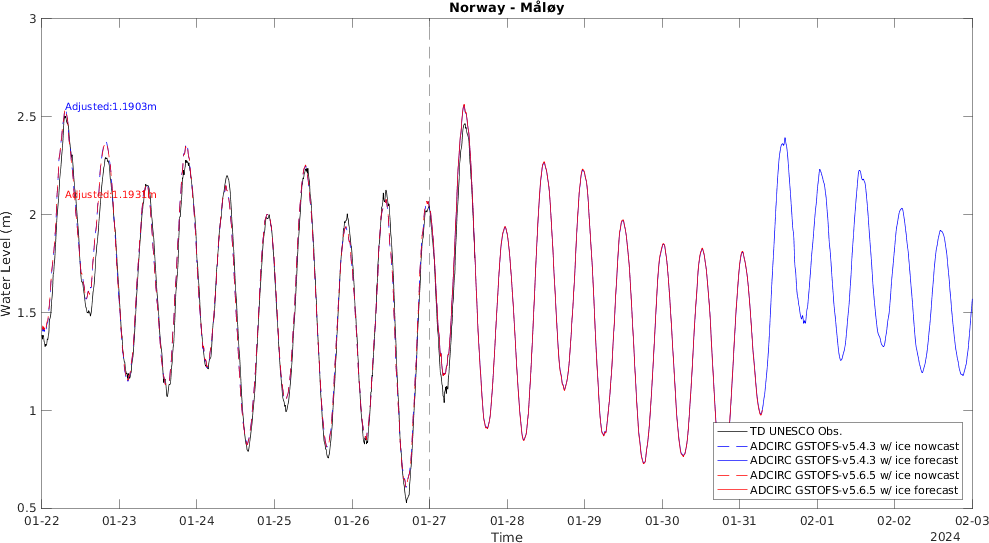 Norway - Måløy
3
2.5
2
1.5
1
0.5
Water Level (m)
Adjusted:1.1903m
Adjusted:1.1931m
TD UNESCO Obs.
ADCIRC GSTOFS-v5.4.3 w/ ice nowcast
ADCIRC GSTOFS-v5.4.3 w/ ice forecast
ADCIRC GSTOFS-v5.6.5 w/ ice nowcast
ADCIRC GSTOFS-v5.6.5 w/ ice forecast
01-22 01-23 01-24 01-25 01-26 01-27 01-28 01-29 01-30 01-31 02-01 02-02 02-03
Time
2024